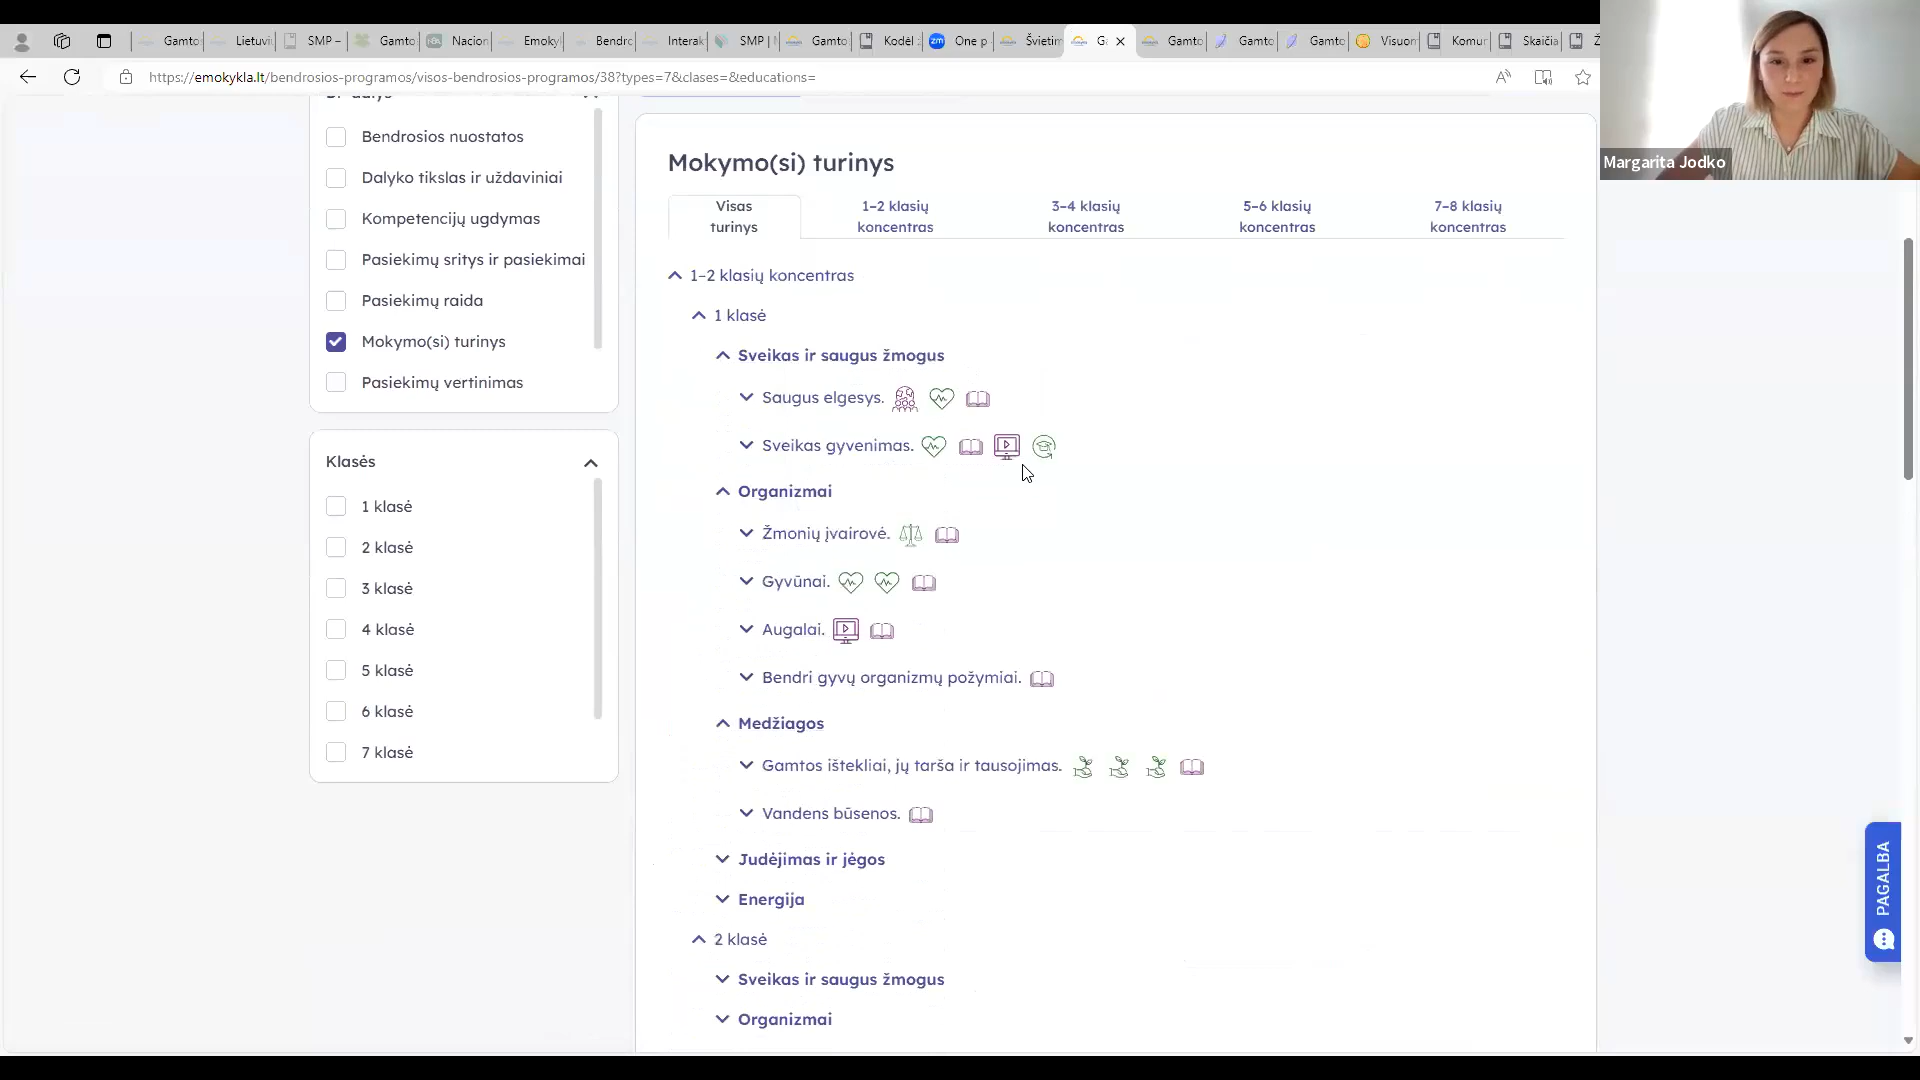 Gamto
Lietuvi
SMP –
Gamto
Nacion
Emoky
Bendro
Interak
SMP |
Gamto
Kodėl
One p
Švietim
G
Gamto
Gamto
Gamto
Visuom
Komun
Skaičia
https://emokykla.lt/bendrosios-programos/visos-bendrosios-programos/38?types=7&clases=&educations=
Margarita Jodko
BP dalys
Bendrosios nuostatos
Dalyko tikslas ir uždaviniai
Kompetencijų ugdymas
Pasiekimų sritys ir pasiekimai
Pasiekimų raida
Mokymo(si) turinys
Pasiekimų vertinimas
Klasės
1 klasė
2 klasė
3 klasė
4 klasė
5 klasė
6 klasė
7 klasė
Mokymo(si) turinys
Visas turinys
1–2 klasių koncentras
3–4 klasių koncentras
5–6 klasių koncentras
7–8 klasių koncentras
1–2 klasių koncentras
1 klasė
Sveikas ir saugus žmogus
Saugus elgesys.
Sveikas gyvenimas.
Organizmai
Žmonių įvairovė.
Gyvūnai.
Augalai.
Bendri gyvų organizmų požymiai.
Medžiagos
Gamtos ištekliai, jų tarša ir tausojimas.
Vandens būsenos.
Judėjimas ir jėgos
Energija
2 klasė
Sveikas ir saugus žmogus
Organizmai
PAGALBA